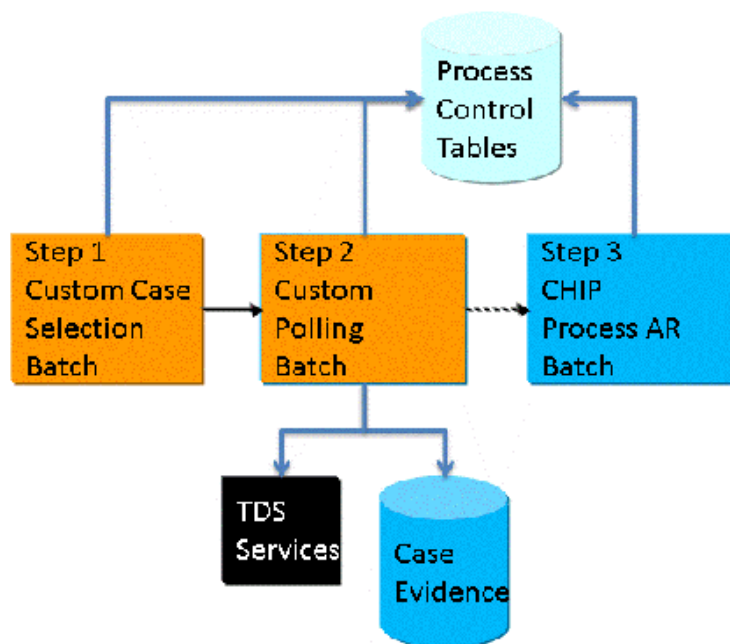 Process
Control
Tables
Step 1
Custom Case
Selection
Batch
Step 2
Custom
Polling
Batch
Step 3
CHIP
Process AR
Batch
TDS
Services
Case
Evidence